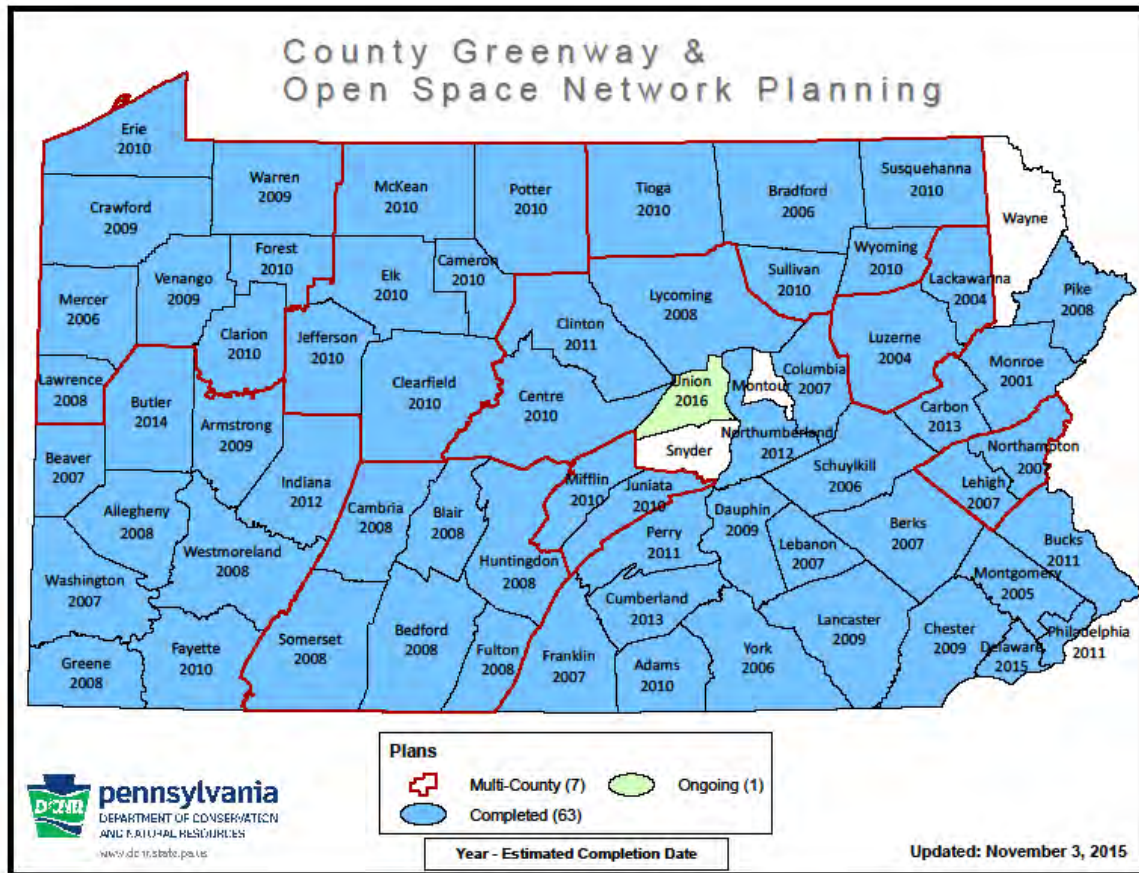 County Greenway &
Open Space Network Planning
Erie
2010
Warren
2009
McKean
2010
Potter
2010
Tioga
2010
Bradford
2006
Susquehanna
2010
Wayne
Crawford
2009
Forest
2010
Venango
2009
Elk
2010
Cameron
2010
Sullivan
2010
Wyoming
2010
Lackawanna
2004
Pike
2008
Mercer
2006
Clarion
2010
Jefferson
2010
Clinton
2011
Lycoming
2008
Luzerne
2004
Monroe
2001
Lawrence
2008
Butler
2014
Clearfield
2010
Centre
2010
Union
2016
Montour
Columbia
2007
Carbon
2013
Armstrong
2009
Beaver
2007
Snyder
Northumberland
2012
Northampton
2007
Indiana
2012
Cambria
2008
Blair
2008
Mifflin
2010
Juniata
2010
Schuylkill
2006
Lehigh
2007
Allegheny
2008
Westmoreland
2008
Huntingdon
2008
Perry
2011
Dauphin
2009
Lebanon
2007
Berks
2007
Bucks
2011
Washington
2007
Cumberland
2013
Montgomery
2005
Greene
2008
Fayette
2010
Somerset
2008
Bedford
2008
Fulton
2008
Franklin
2007
Adams
2010
York
2006
Lancaster
2009
Chester
2009
Delaware
2015
Philadelphia
2011
Plans
Multi-County (7)
Ongoing (1)
Completed (63)
Year - Estimated Completion Date
DCNR
pennsylvania
DEPARTMENT OF CONSERVATION
AND NATURAL RESOURCES
www.dcnr.state.pa.us
Updated: November 3, 2015